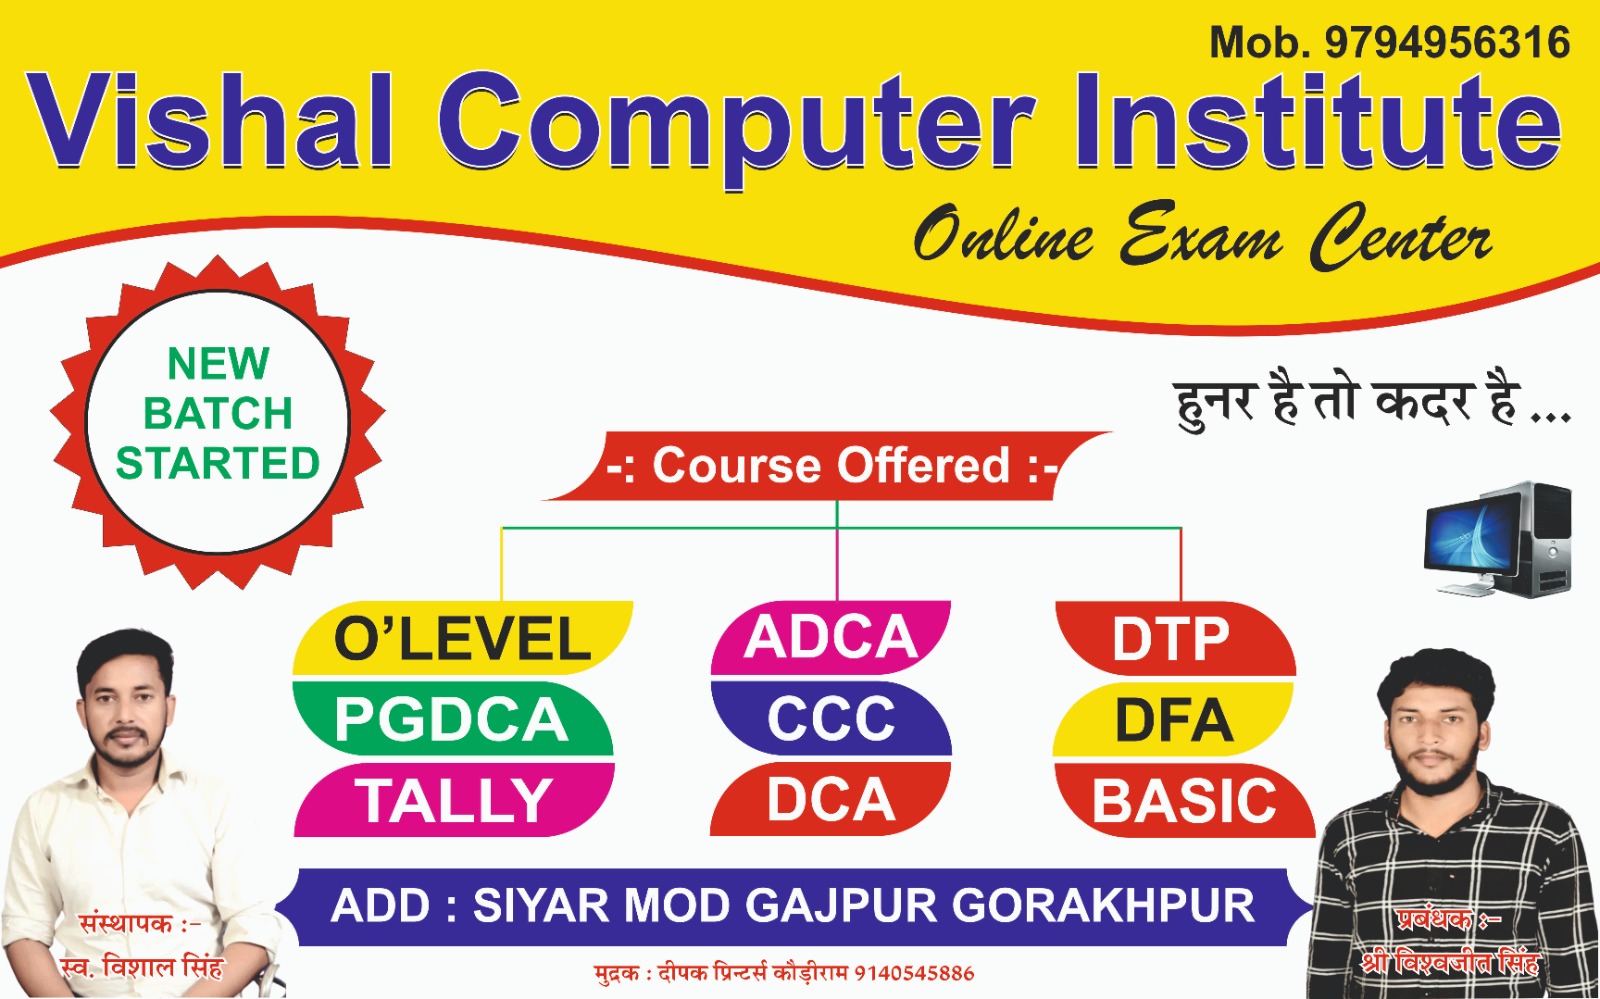 Mob. 9794956316
Vishal Computer Institute
Online Exam Center
NEW
BATCH
STARTED
हुनर है तो कदर है ...
-: Course Offered :-
O'LEVEL
ADCA
DTP
PGDCA
CCC
DFA
TALLY
DCA
BASIC
ADD : SIYAR MOD GAJPUR GORAKHPUR
संस्थापक :-
स्व. विशाल सिंह
प्रबंधक :-
श्री विश्वजीत सिंह
मुद्रक : दीपक प्रिन्टर्स कौड़ीराम 9140545886